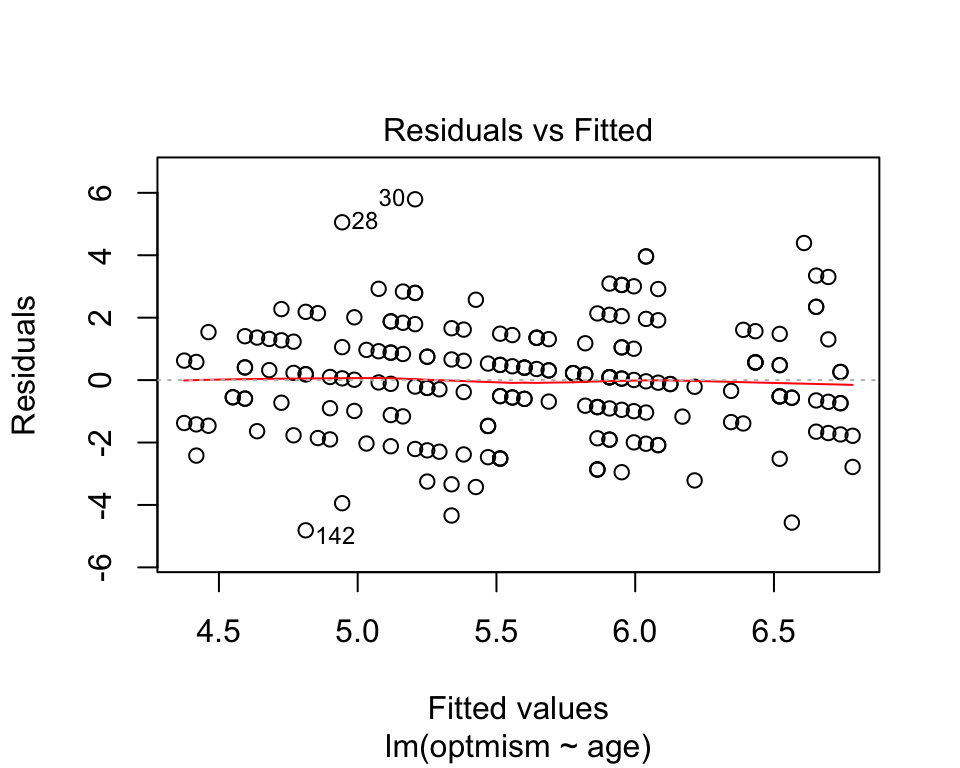 Residuals vs Fitted
Residuals
6
4
2
0
-2
-4
-6
30
28
142
4.5 5.0 5.5 6.0 6.5
Fitted values
lm(optmism ~ age)